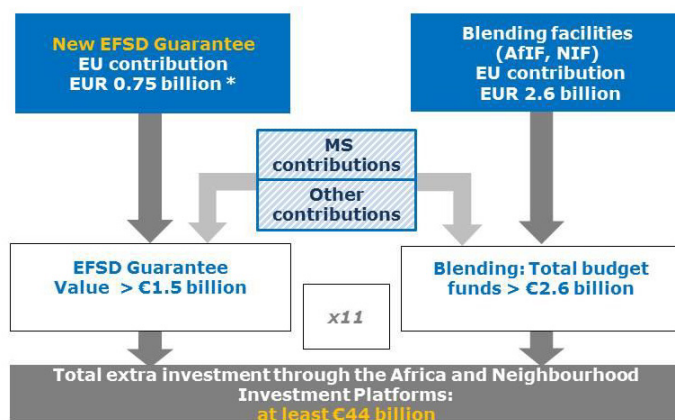 New EFSD Guarantee
EU contribution
EUR 0.75 billion *
Blending facilities
(AfIF, NIF)
EU contribution
EUR 2.6 billion
MS
contributions
Other
contributions
EFSD Guarantee
Value > €1.5 billion
x11
Blending: Total budget
funds > €2.6 billion
Total extra investment through the Africa and Neighbourhood
Investment Platforms:
at least €44 billion